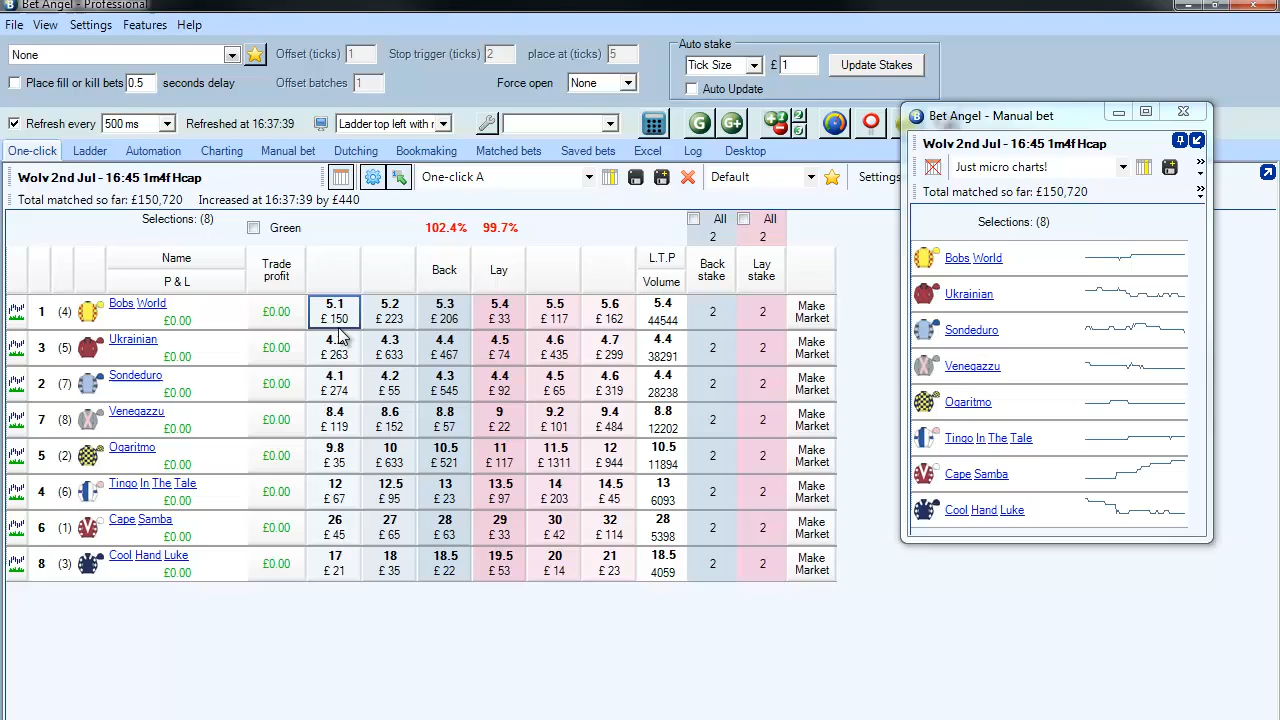 Bet Angel - Professional
File View Settings Features Help
None Offset (ticks) 1 Stop trigger (ticks) 2 place at (ticks) 5
Auto stake
Tick Size £ 1 Update Stakes
Place fill or kill bets 0.5 seconds delay Offset batches 1 Force open None
Auto Update
Refresh every 500 ms Refreshed at 16:37:39 Ladder top left with r G G+
One-click Ladder Automation Charting Manual bet Dutching Bookmaking Matched bets Saved bets Excel Log Desktop
Wolv 2nd Jul - 16:45 1m4f Hcap One-click A Default Settings
Total matched so far: £150,720 Increased at 16:37:39 by £440
Selections: (8) Green 102.4% 99.7% All 2 All 2
Name Trade profit Back Lay L.T.P Back stake Lay stake
P & L Volume
1 (4) Bobs World £0.00 5.1 5.2 5.3 5.4 5.5 5.6 5.4 2 2 Make Market
£0.00 £ 150 £ 223 £ 206 £ 33 £ 117 £ 162 44544
3 (5) Ukrainian £0.00 4.3 4.4 4.5 4.6 4.7 4.4 2 2 Make Market
£0.00 £ 263 £ 633 £ 467 £ 74 £ 435 £ 299 38291
2 (7) Sondeduro £0.00 4.1 4.2 4.3 4.4 4.5 4.6 4.4 2 2 Make Market
£0.00 £ 274 £ 55 £ 545 £ 92 £ 65 £ 319 28238
7 (8) Venegazzu £0.00 8.4 8.6 8.8 9 9.2 9.4 8.8 2 2 Make Market
£0.00 £ 119 £ 152 £ 57 £ 22 £ 101 £ 484 12202
5 (2) Ogaritmo £0.00 9.8 10 10.5 11 11.5 12 10.5 2 2 Make Market
£0.00 £ 35 £ 633 £ 521 £ 117 £ 1311 £ 944 11894
4 (6) Tingo In The Tale £0.00 12 12.5 13 13.5 14 14.5 13 2 2 Make Market
£0.00 £ 67 £ 95 £ 23 £ 97 £ 203 £ 45 6093
6 (1) Cape Samba £0.00 26 27 28 29 30 32 28 2 2 Make Market
£0.00 £ 45 £ 65 £ 63 £ 33 £ 42 £ 114 5398
8 (3) Cool Hand Luke £0.00 17 18 18.5 19.5 20 21 18.5 2 2 Make Market
£0.00 £ 21 £ 35 £ 22 £ 53 £ 14 £ 23 4059
Bet Angel - Manual bet
Wolv 2nd Jul - 16:45 1m4f Hcap
Just micro charts!
Total matched so far: £150,720
Selections: (8)
Bobs World
Ukrainian
Sondeduro
Venegazzu
Ogaritmo
Tingo In The Tale
Cape Samba
Cool Hand Luke